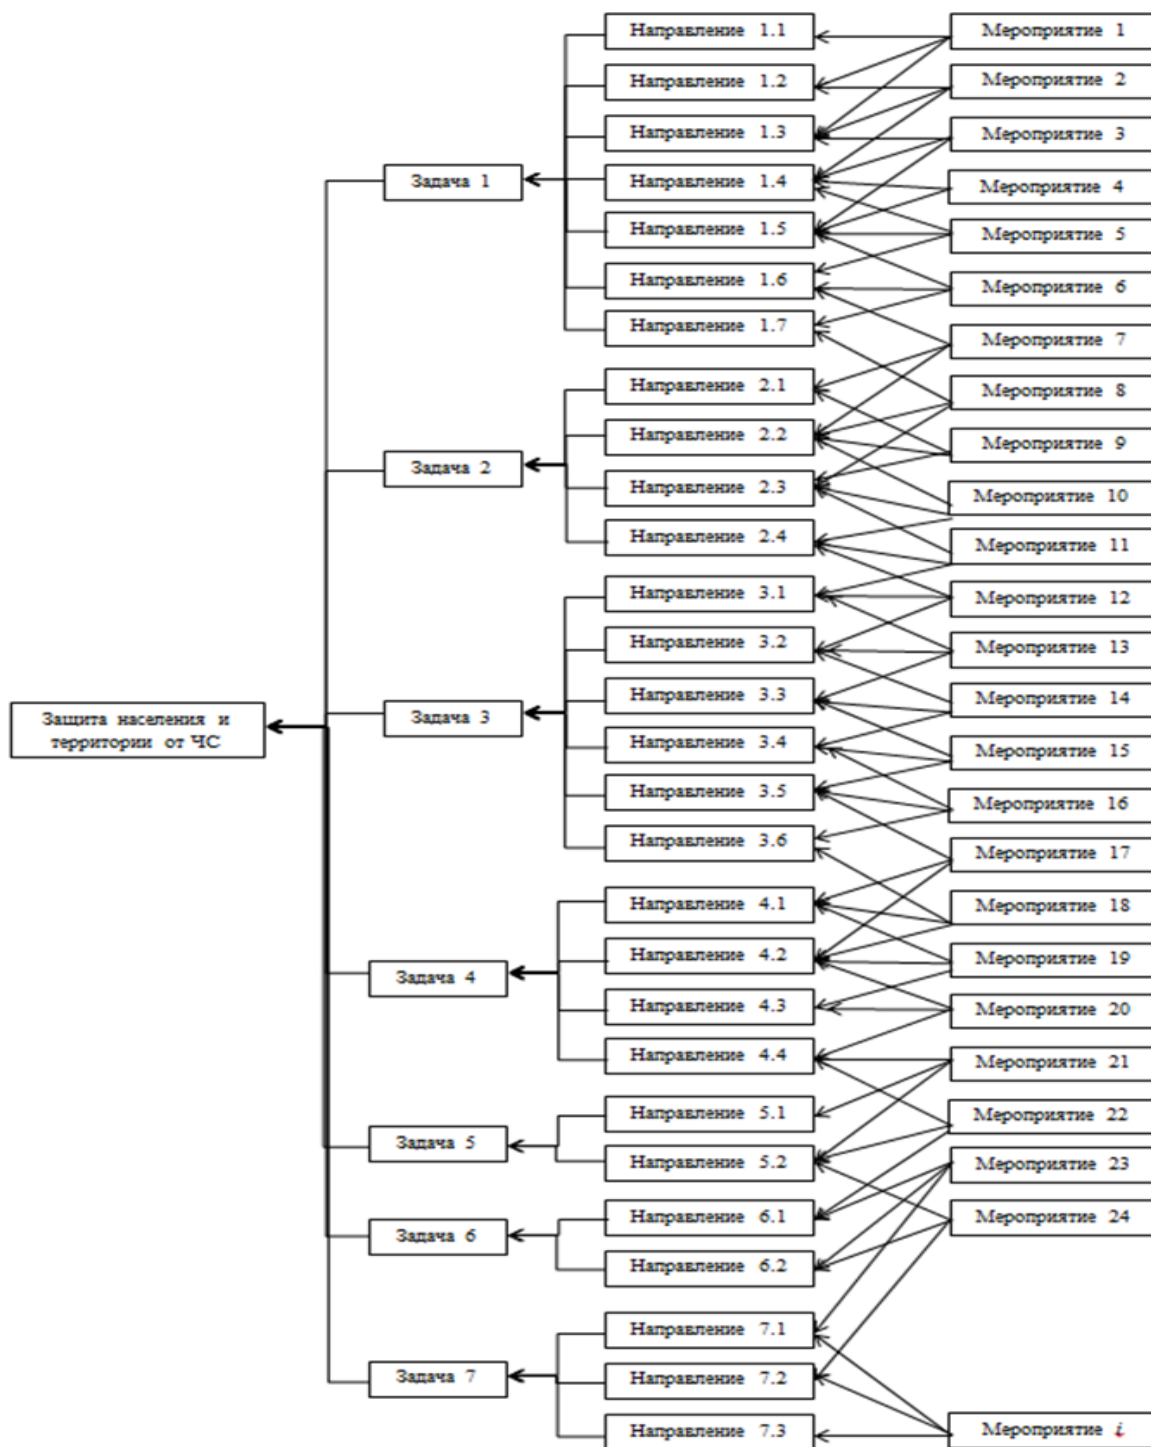 Защита населения и
территории от ЧС
Задача 1
Задача 2
Задача 3
Задача 4
Задача 5
Задача 6
Задача 7
Направление 1.1
Направление 1.2
Направление 1.3
Направление 1.4
Направление 1.5
Направление 1.6
Направление 1.7
Направление 2.1
Направление 2.2
Направление 2.3
Направление 2.4
Направление 3.1
Направление 3.2
Направление 3.3
Направление 3.4
Направление 3.5
Направление 3.6
Направление 4.1
Направление 4.2
Направление 4.3
Направление 4.4
Направление 5.1
Направление 5.2
Направление 6.1
Направление 6.2
Направление 7.1
Направление 7.2
Направление 7.3
Мероприятие 1
Мероприятие 2
Мероприятие 3
Мероприятие 4
Мероприятие 5
Мероприятие 6
Мероприятие 7
Мероприятие 8
Мероприятие 9
Мероприятие 10
Мероприятие 11
Мероприятие 12
Мероприятие 13
Мероприятие 14
Мероприятие 15
Мероприятие 16
Мероприятие 17
Мероприятие 18
Мероприятие 19
Мероприятие 20
Мероприятие 21
Мероприятие 22
Мероприятие 23
Мероприятие 24
Мероприятие i